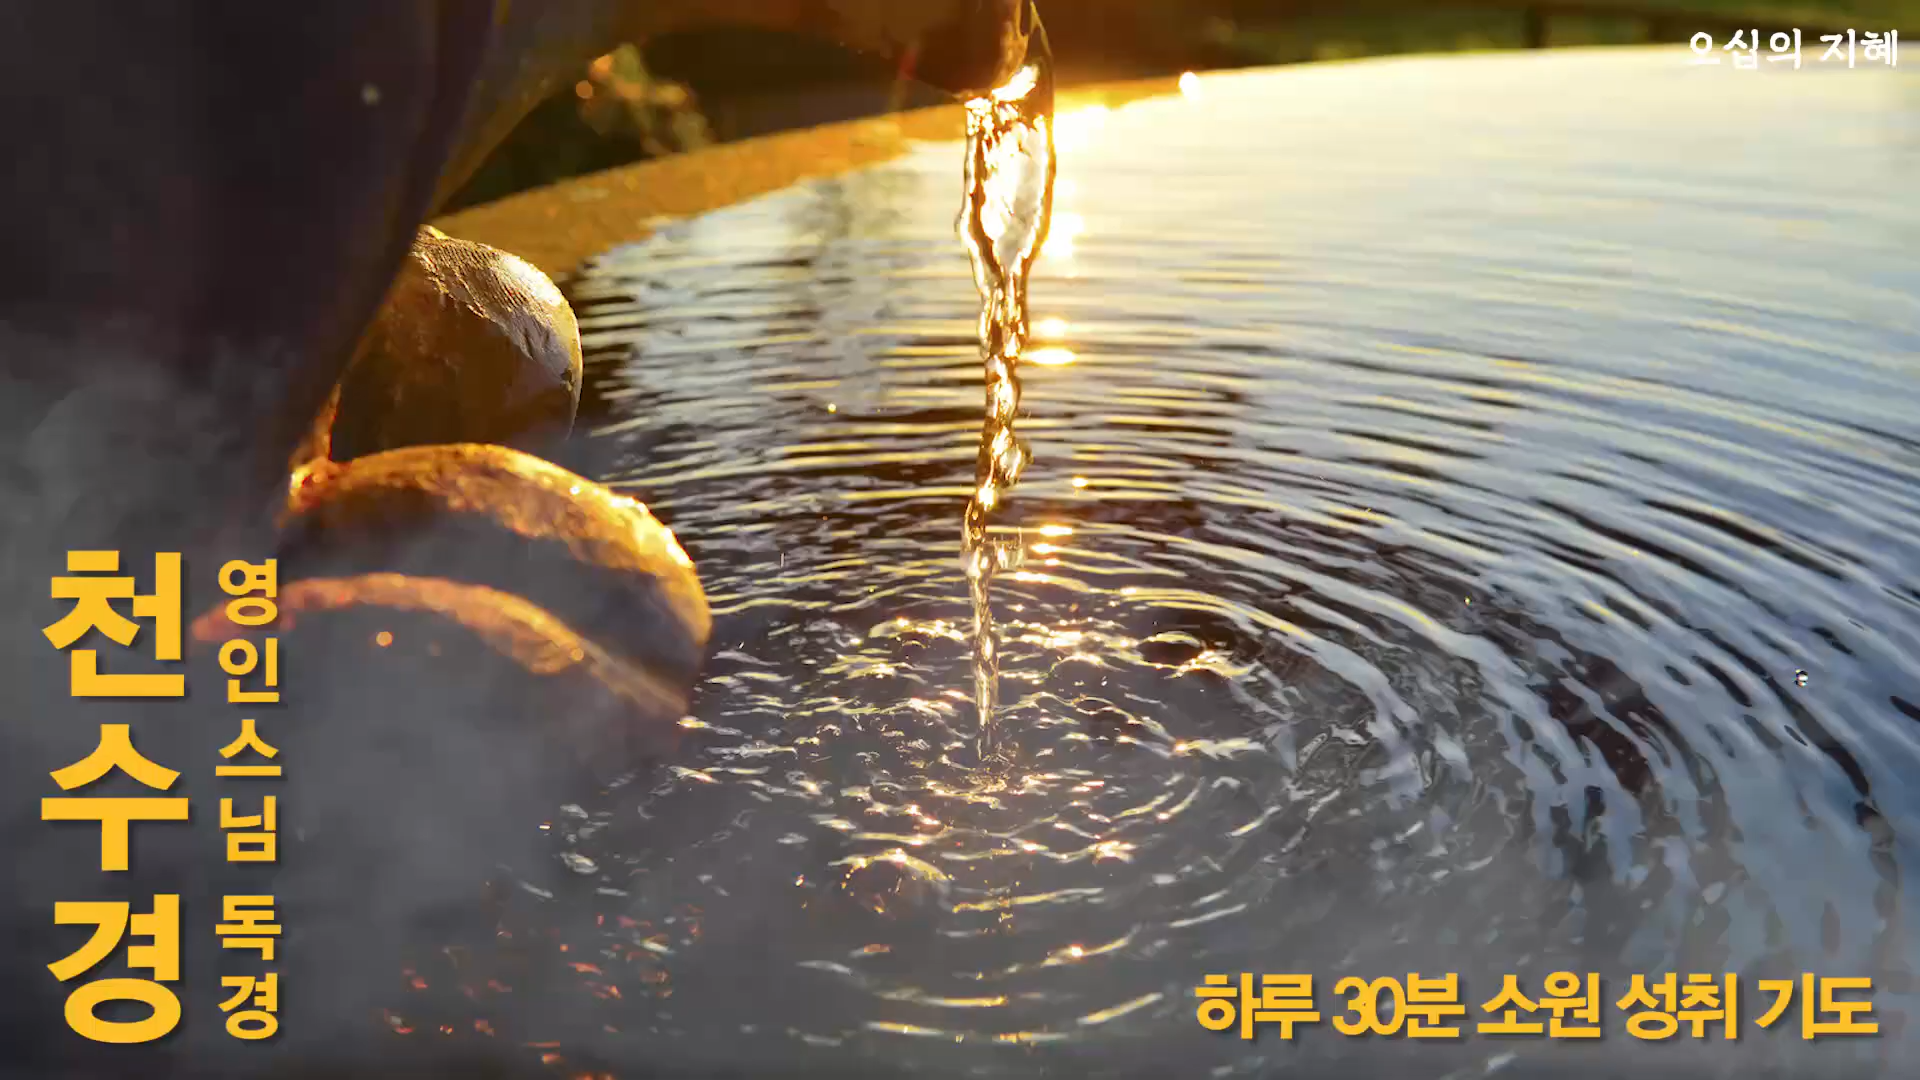 오십의 지혜
천수경
영인스님 독경
하루 30분 소원 성취 기도